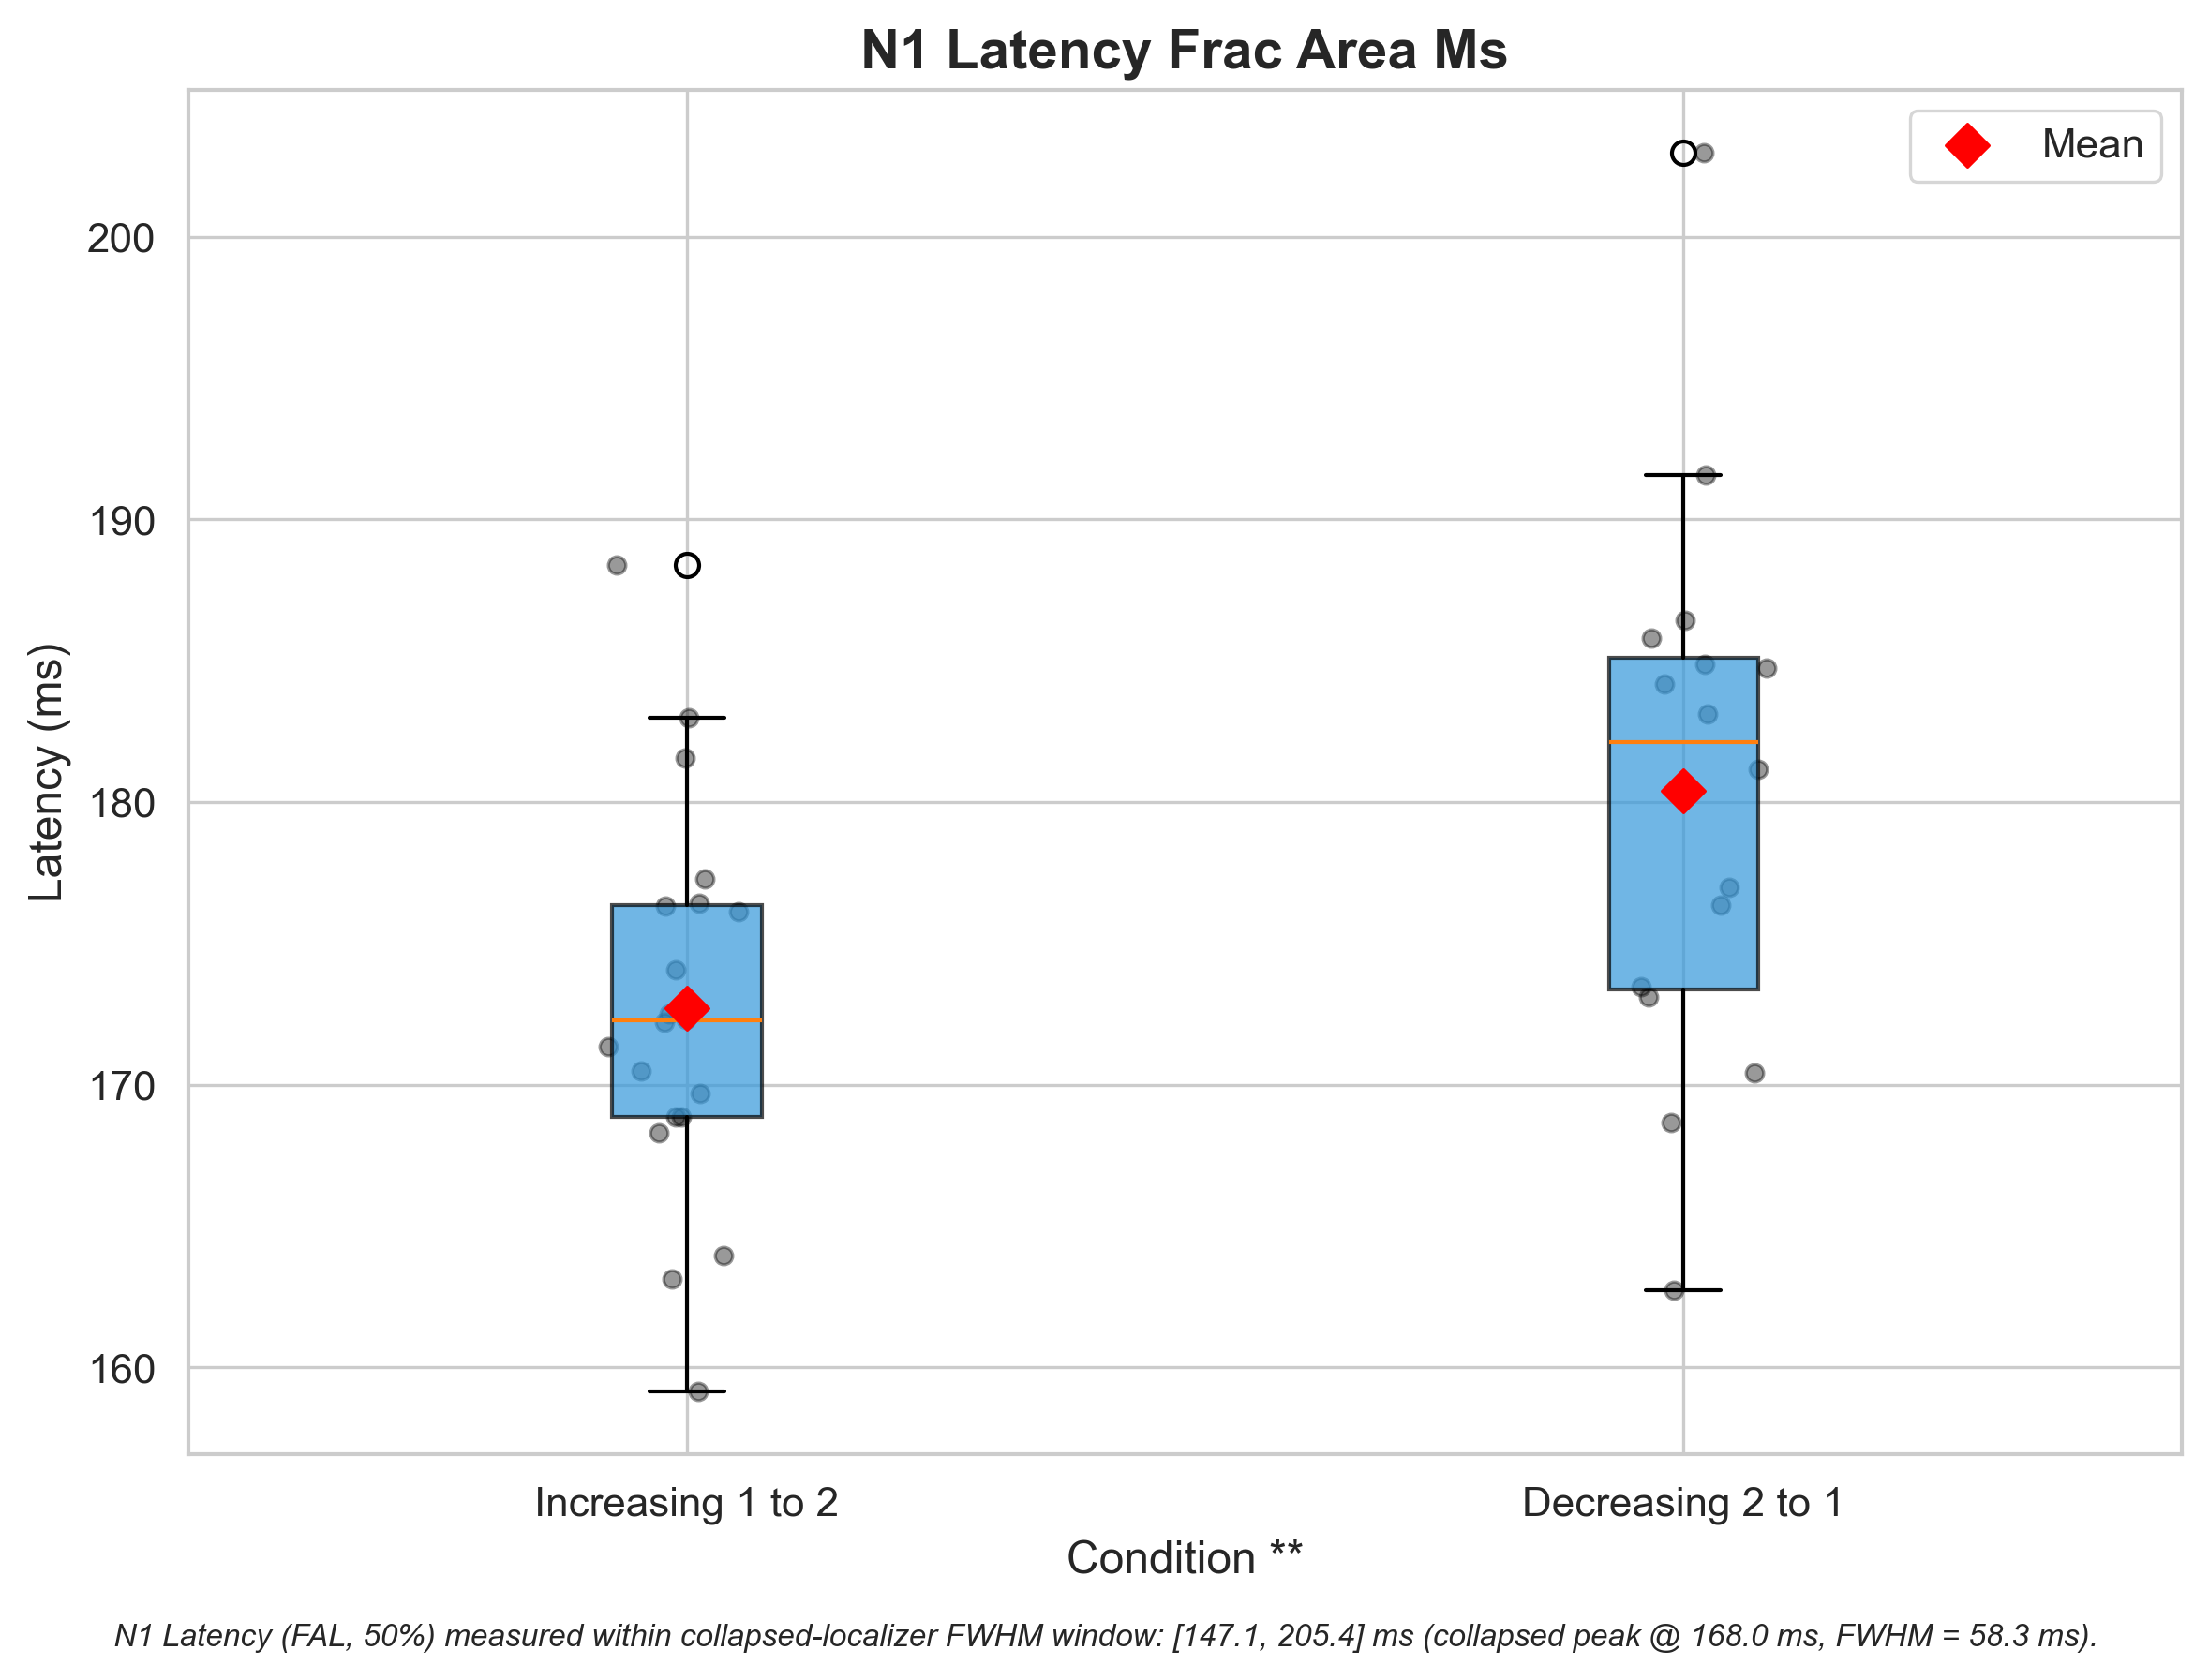 N1 Latency Frac Area Ms
Mean
Latency (ms)
200
190
180
170
160
Increasing 1 to 2
Decreasing 2 to 1
Condition **
N1 Latency (FAL, 50%) measured within collapsed-localizer FWHM window: [147.1, 205.4] ms (collapsed peak @ 168.0 ms, FWHM = 58.3 ms).